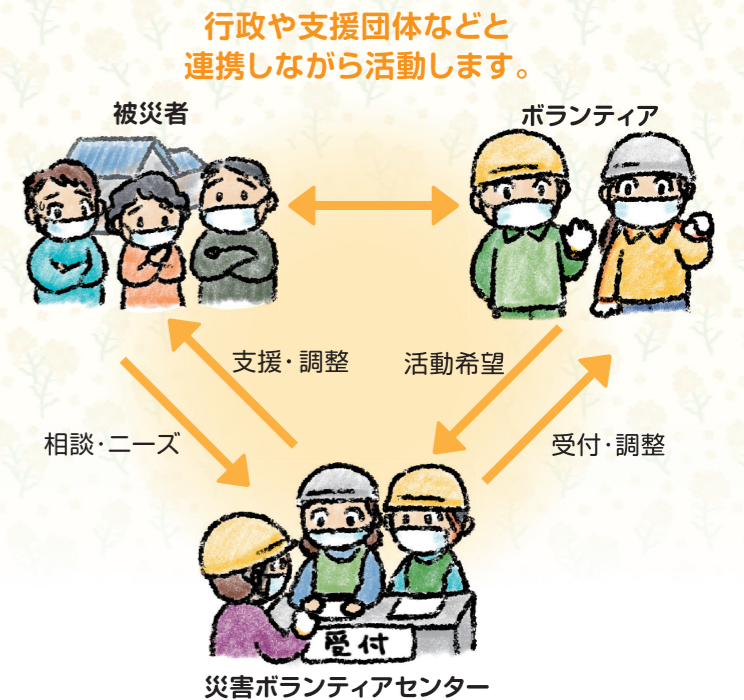 行政や支援団体などと
連携しながら活動します。
被災者
ボランティア
支援・調整
活動希望
相談・ニーズ
受付・調整
受付
災害ボランティアセンター